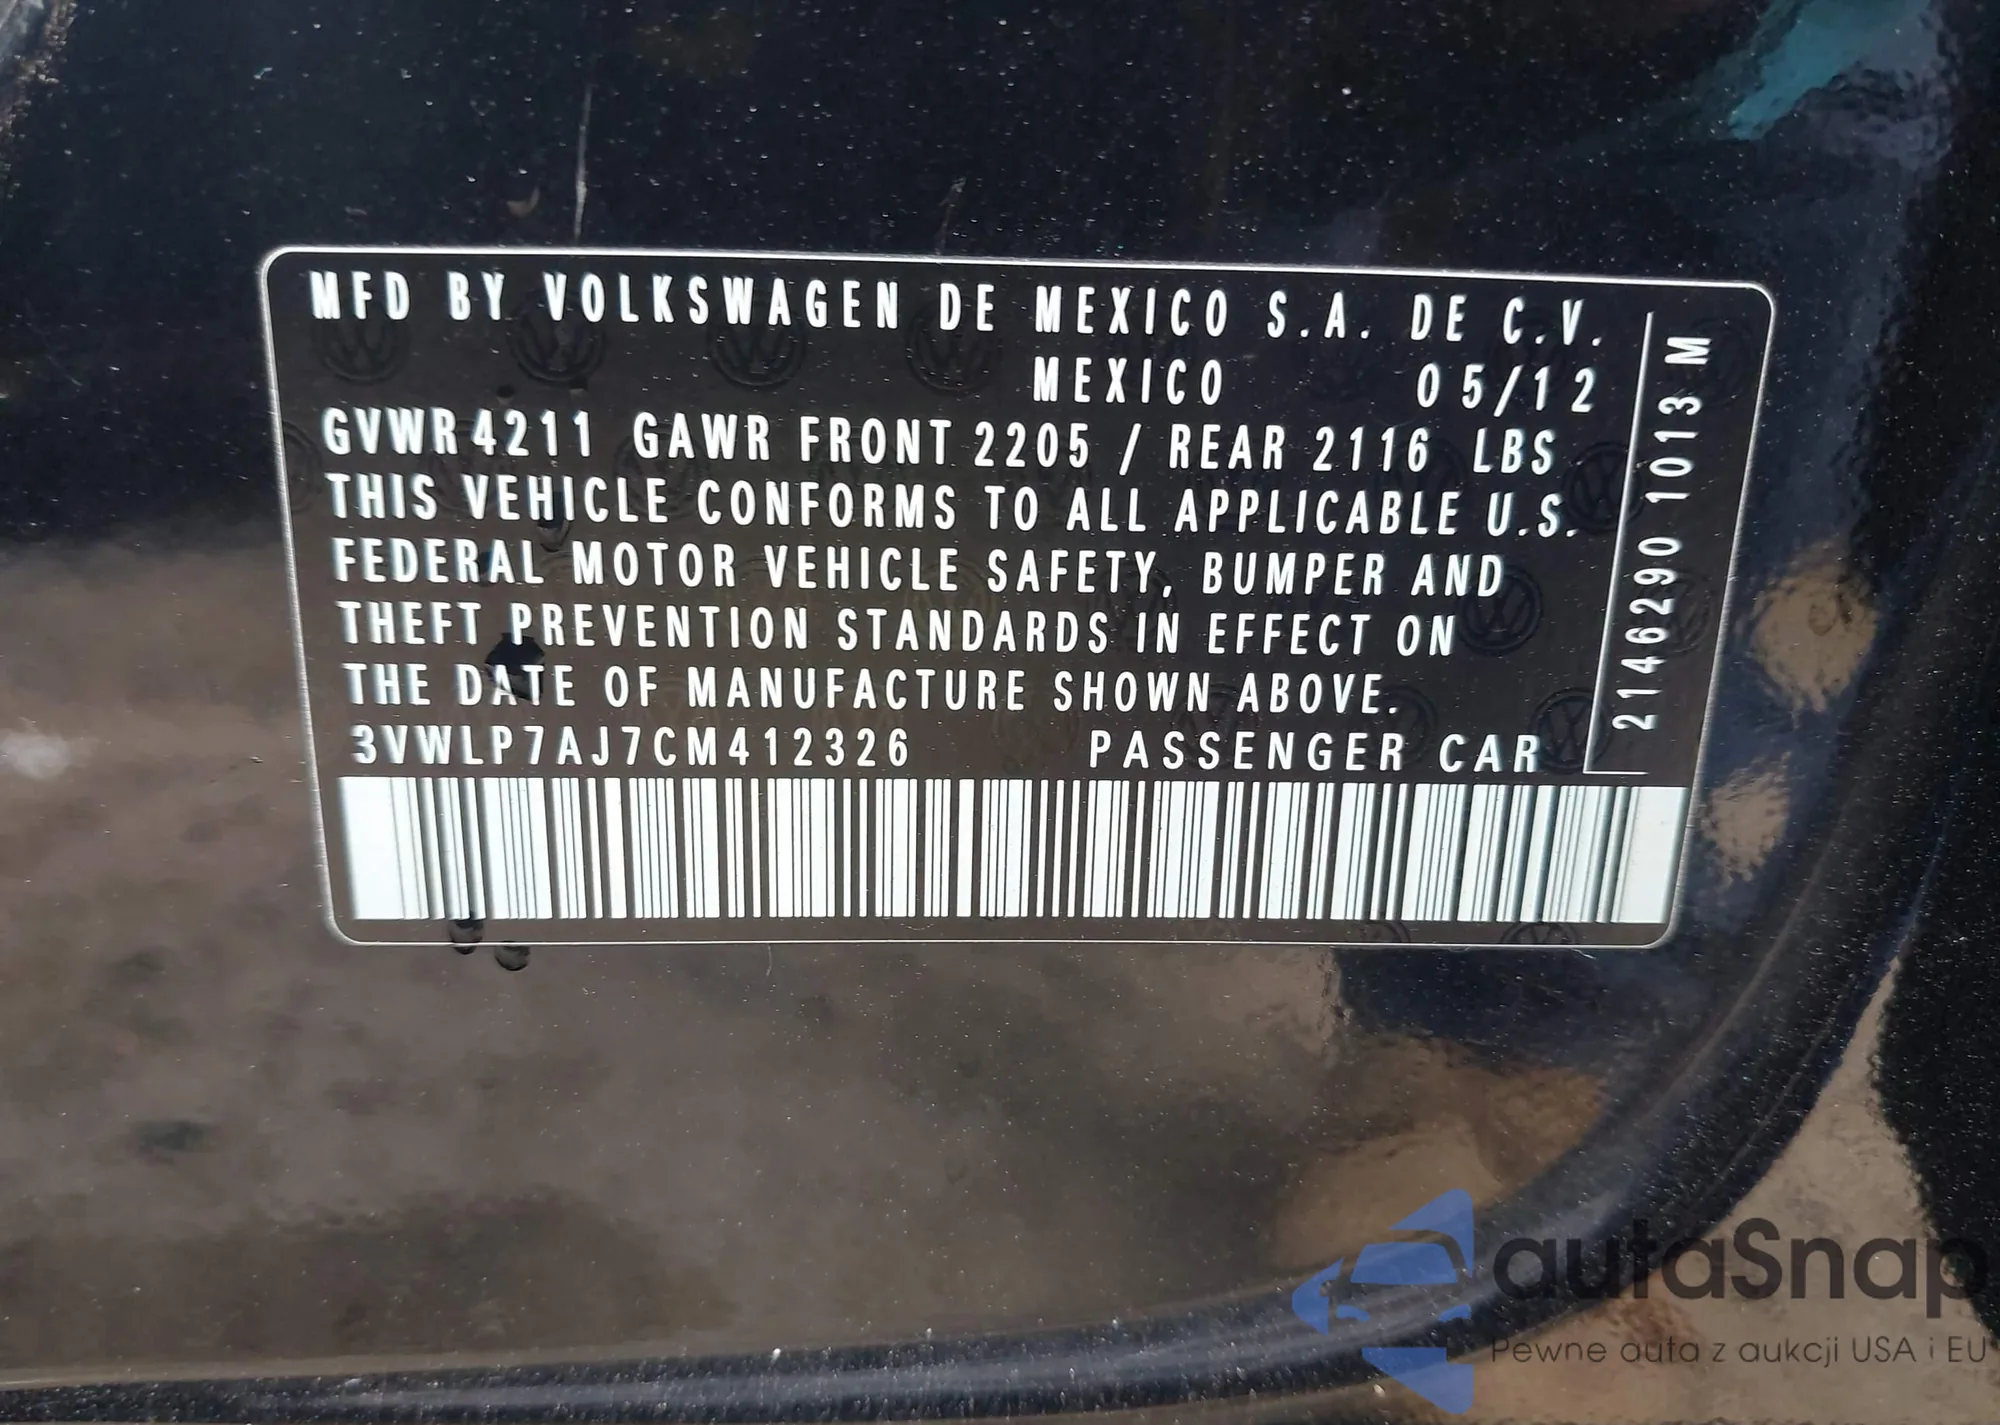 MFD BY VOLKSWAGEN DE MEXICO S.A. DE C.V.
MEXICO 05/12
GVWR 4211 GAWR FRONT 2205 / REAR 2116 LBS
THIS VEHICLE CONFORMS TO ALL APPLICABLE U.S.
FEDERAL MOTOR VEHICLE SAFETY, BUMPER AND
THEFT PREVENTION STANDARDS IN EFFECT ON
THE DATE OF MANUFACTURE SHOWN ABOVE.
3VWLP7AJ7CM412326 PASSENGER CAR
2146290 1013 M
autaSnap
Pewne auta z aukcji USA i EU